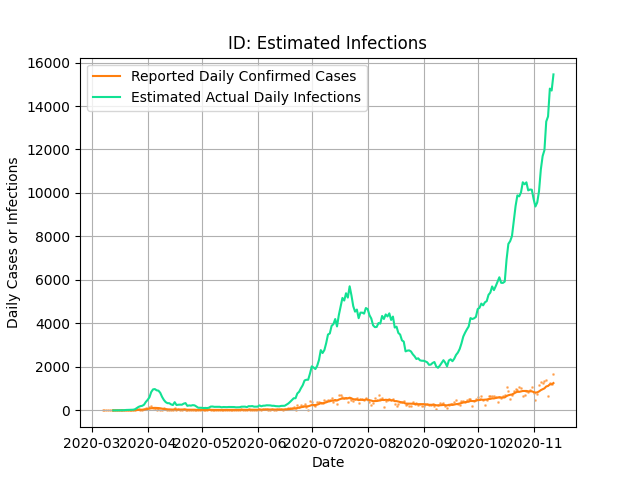 ID: Estimated Infections
Reported Daily Confirmed Cases
Estimated Actual Daily Infections
Daily Cases or Infections
16000
14000
12000
10000
8000
6000
4000
2000
0
2020-03 2020-04 2020-05 2020-06 2020-07 2020-08 2020-09 2020-10 2020-11
Date